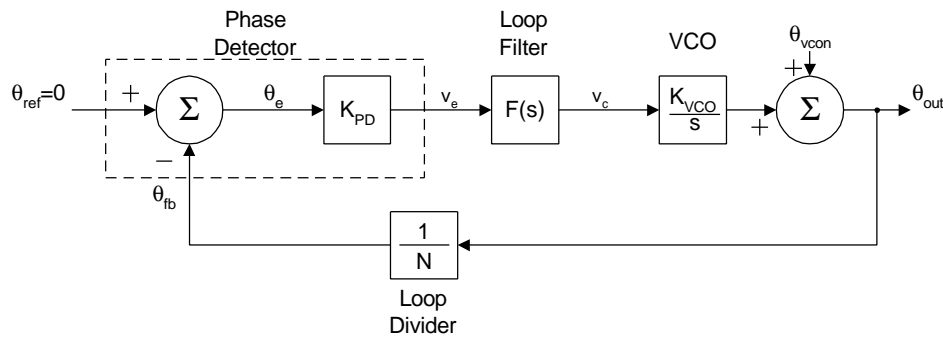 Phase
Detector
Loop
Filter
VCO
θvcon
θref=0
+
Σ
θe
KPD
ve
F(s)
vc
KVCO
s
+
+
Σ
θout
−
θfb
1
N
Loop
Divider